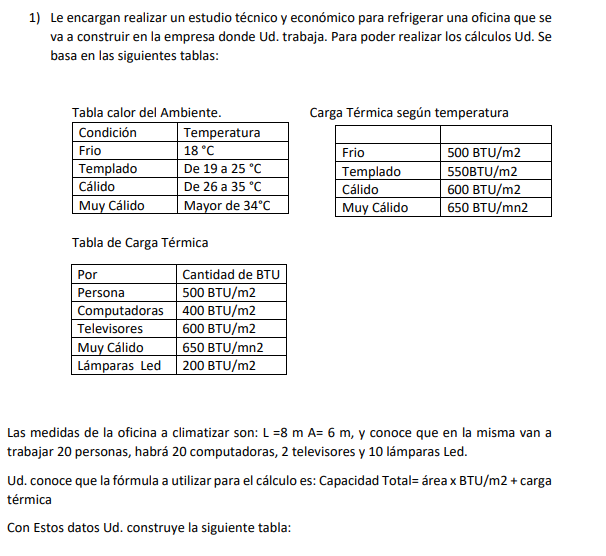 1) Le encargan realizar un estudio técnico y económico para refrigerar una oficina que se
va a construir en la empresa donde Ud. trabaja. Para poder realizar los cálculos Ud. Se
basa en las siguientes tablas:
Tabla calor del Ambiente.
Condición Temperatura
Frio 18 °C
Templado De 19 a 25 °C
Cálido De 26 a 35 °C
Muy Cálido Mayor de 34°C
Carga Térmica según temperatura
Frio 500 BTU/m2
Templado 550BTU/m2
Cálido 600 BTU/m2
Muy Cálido 650 BTU/mn2
Tabla de Carga Térmica
Por Cantidad de BTU
Persona 500 BTU/m2
Computadoras 400 BTU/m2
Televisores 600 BTU/m2
Muy Cálido 650 BTU/mn2
Lámparas Led 200 BTU/m2
Las medidas de la oficina a climatizar son: L =8 m A= 6 m, y conoce que en la misma van a
trabajar 20 personas, habrá 20 computadoras, 2 televisores y 10 lámparas Led.
Ud. conoce que la fórmula a utilizar para el cálculo es: Capacidad Total= área x BTU/m2 + carga
térmica
Con Estos datos Ud. construye la siguiente tabla: